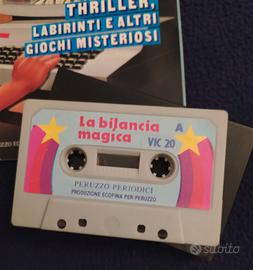 THRILLER,
LABIRINTI E ALTRI
GIOCHI MISTERIOSI
La bilancia A
magica VIC 20
PERUZZO PERIODICI
PRODUZIONE ECOFINA PER PERUZZO
subito